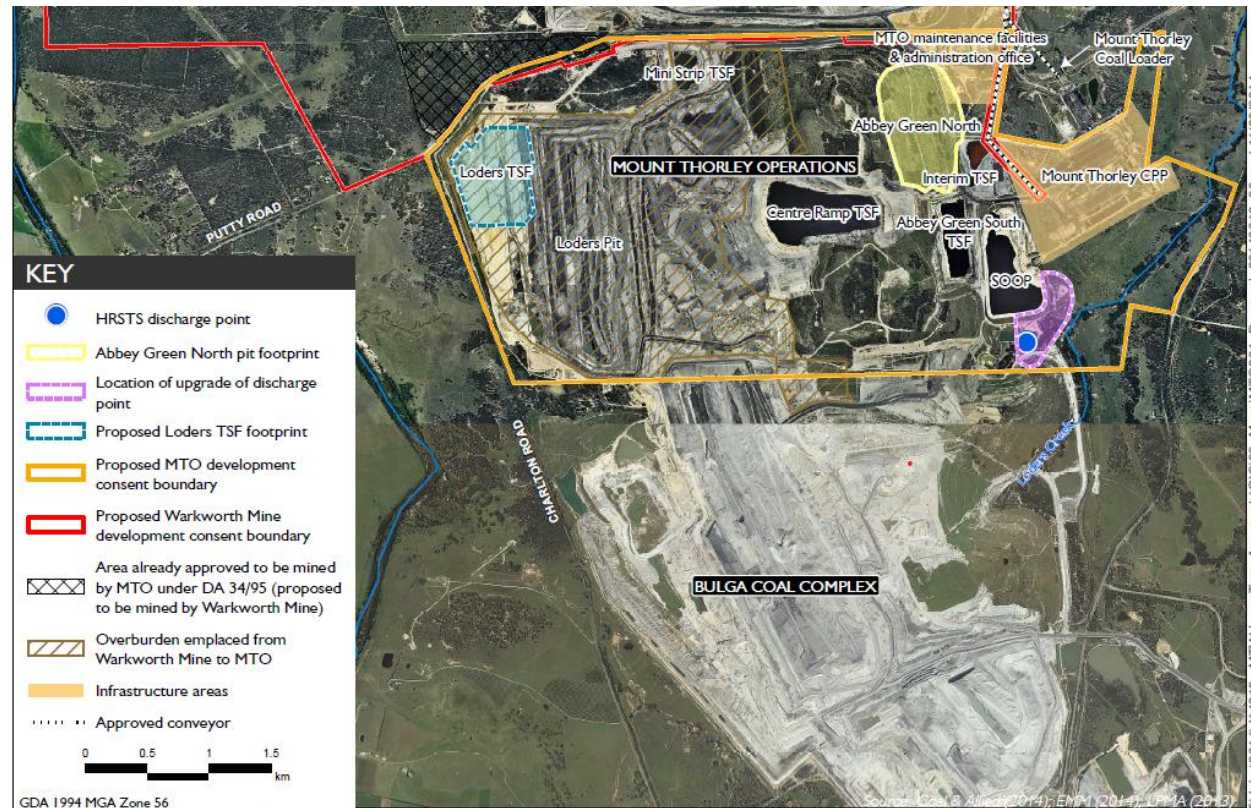 MTO maintenance facilities
& administration office
Mount Thorley
Coal Loader
Mini Strip TSF
Abbey Green North
MOUNT THORLEY OPERATIONS
Loders TSF
Interim TSF
Mount Thorley CPP
Centre Ramp TSF
Abbey Green South
TSF
Loders Pit
PUTTY ROAD
SOOP
CHARLTON ROAD
Loders Creek
BULGA COAL COMPLEX
KEY
HRSTS discharge point
Abbey Green North pit footprint
Location of upgrade of discharge
point
Proposed Loders TSF footprint
Proposed MTO development
consent boundary
Proposed Warkworth Mine
development consent boundary
Area already approved to be mined
by MTO under DA 34/95 (proposed
to be mined by Warkworth Mine)
Overburden emplaced from
Warkworth Mine to MTO
Infrastructure areas
Approved conveyor
0 0.5 1 1.5
km
GDA 1994 MGA Zone 56
Source: Coal & Allied (2014); EMM (2014); LPMA (2013)